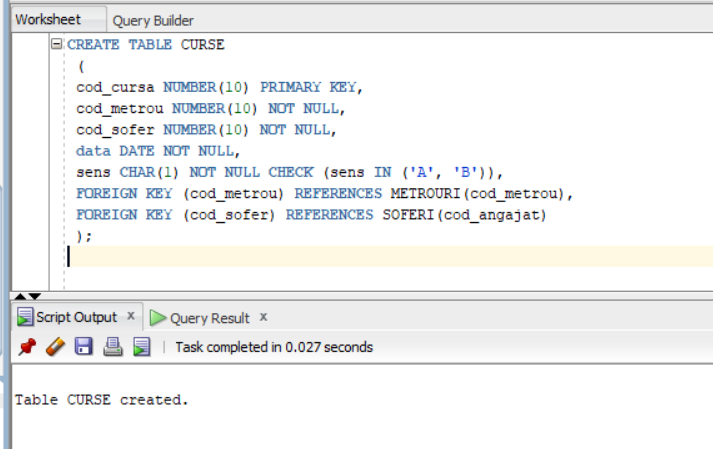 Worksheet Query Builder
CREATE TABLE CURSE
(
cod_cursa NUMBER(10) PRIMARY KEY,
cod_metrou NUMBER(10) NOT NULL,
cod_sofer NUMBER(10) NOT NULL,
data DATE NOT NULL,
sens CHAR(1) NOT NULL CHECK (sens IN ('A', 'B')),
FOREIGN KEY (cod_metrou) REFERENCES METROURI(cod_metrou),
FOREIGN KEY (cod_sofer) REFERENCES SOFERI(cod_angajat)
);
Script Output x Query Result x
Task completed in 0.027 seconds
Table CURSE created.